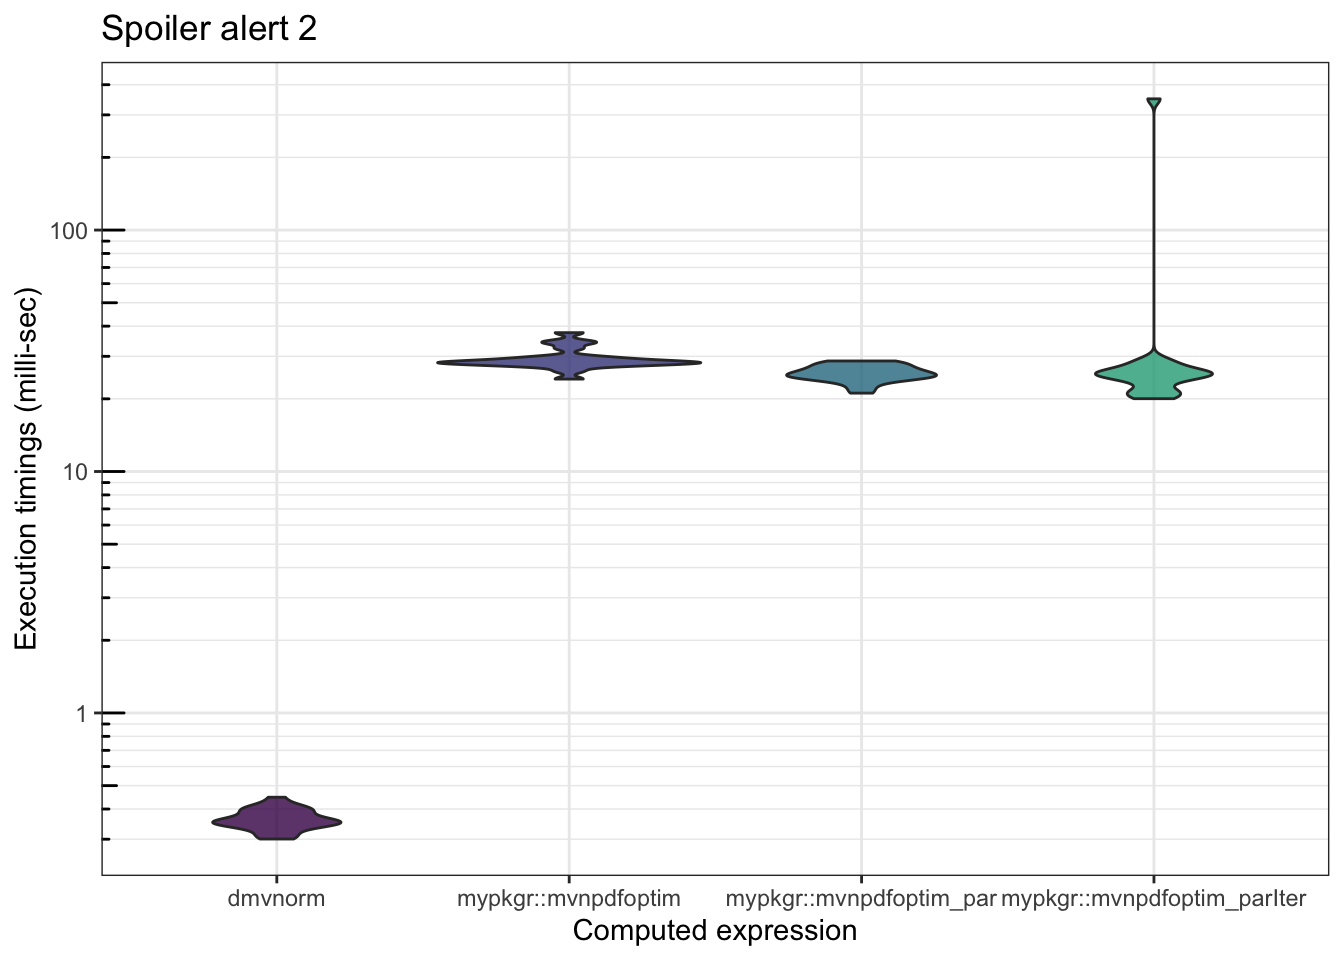 Spoiler alert 2
Execution timings (milli-sec)
100
10
1
dmvnorm
mypkgr::mvnpdfoptim
mypkgr::mvnpdfoptim_par
mypkgr::mvnpdfoptim_parIter
Computed expression